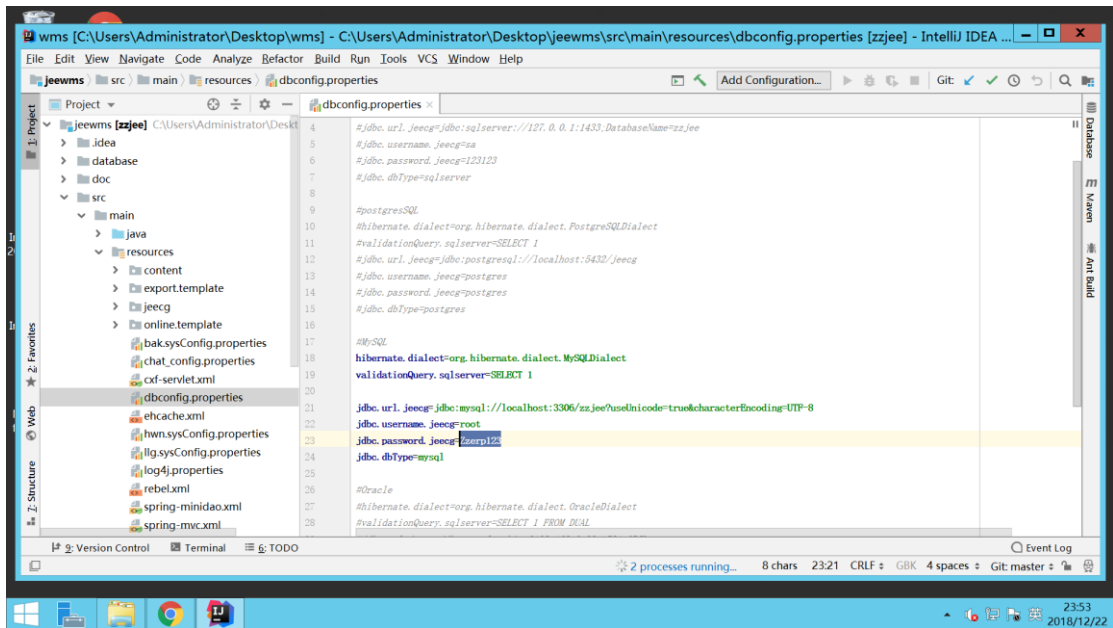 wms [C:\Users\Administrator\Desktop\wms] - C:\Users\Administrator\Desktop\jeewms\src\main\resources\dbconfig.properties [zzjee] - IntelliJ IDEA ...
File Edit View Navigate Code Analyze Refactor Build Run Tools VCS Window Help
jeewms src main resources dbconfig.properties Add Configuration... Git:
Project
dbconfig.properties
1: Project
2: Favorites
Web
7: Structure
jeewms [zzjee] C:\Users\Administrator\Deskt
.idea
database
doc
src
main
java
resources
content
export.template
jeecg
online.template
bak.sysConfig.properties
chat_config.properties
cxf-servlet.xml
dbconfig.properties
ehcache.xml
hwn.sysConfig.properties
llg.sysConfig.properties
log4j.properties
rebel.xml
spring-minidao.xml
spring-mvc.xml
4 #jdbc.url.jeecg=jdbc:sqlserver://127.0.0.1:1433;DatabaseName=zzjee
5 #jdbc.username.jeecg=sa
6 #jdbc.password.jeecg=123123
7 #jdbc.dbType=sqlserver
8
9 #postgresSQL
10 #hibernate.dialect=org.hibernate.dialect.PostgreSQLDialect
11 #validationQuery.sqlserver=SELECT 1
12 #jdbc.url.jeecg=jdbc:postgresql://localhost:5432/jeecg
13 #jdbc.username.jeecg=postgres
14 #jdbc.password.jeecg=postgres
15 #jdbc.dbType=postgres
16
17 #MySQL
18 hibernate.dialect=org.hibernate.dialect.MySQLDialect
19 validationQuery.sqlserver=SELECT 1
20
21 jdbc.url.jeecg=jdbc:mysql://localhost:3306/zzjee?useUnicode=true&characterEncoding=UTF-8
22 jdbc.username.jeecg=root
23 jdbc.password.jeecg=Zzerp123
24 jdbc.dbType=mysql
25
26 #Oracle
27 #hibernate.dialect=org.hibernate.dialect.OracleDialect
28 #validationQuery.sqlserver=SELECT 1 FROM DUAL
Database
Maven
Ant Build
9: Version Control Terminal 6: TODO Event Log
2 processes running... 8 chars 23:21 CRLF GBK 4 spaces Git: master
英
23:53
2018/12/22